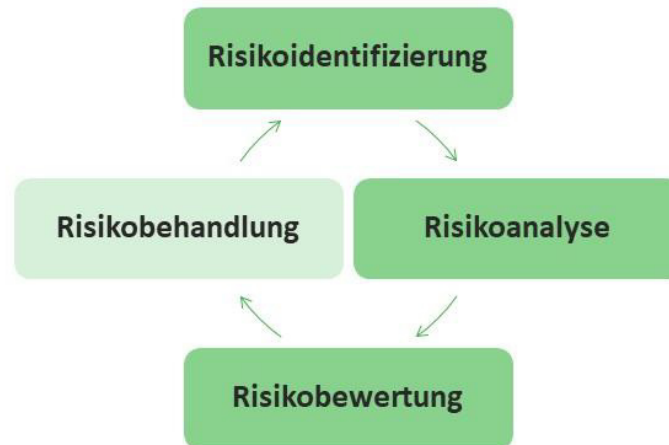 Risikoidentifizierung
Risikobehandlung
Risikoanalyse
Risikobewertung